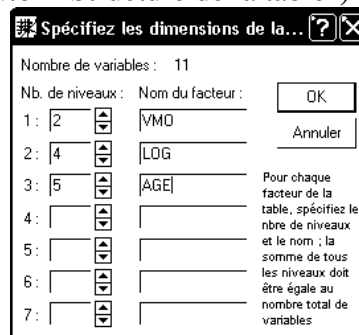 Spécifiez les dimensions de la...
Nombre de variables : 11
Nb. de niveaux : Nom du facteur :
1 : 2 VMO
2 : 4 LOG
3 : 5 AGE
4 :
5 :
6 :
7 :
OK
Annuler
Pour chaque
facteur de la
table, spécifiez le
nbre de niveaux
et le nom ; la
somme de tous
les niveaux doit
être égale au
nombre total de
variables